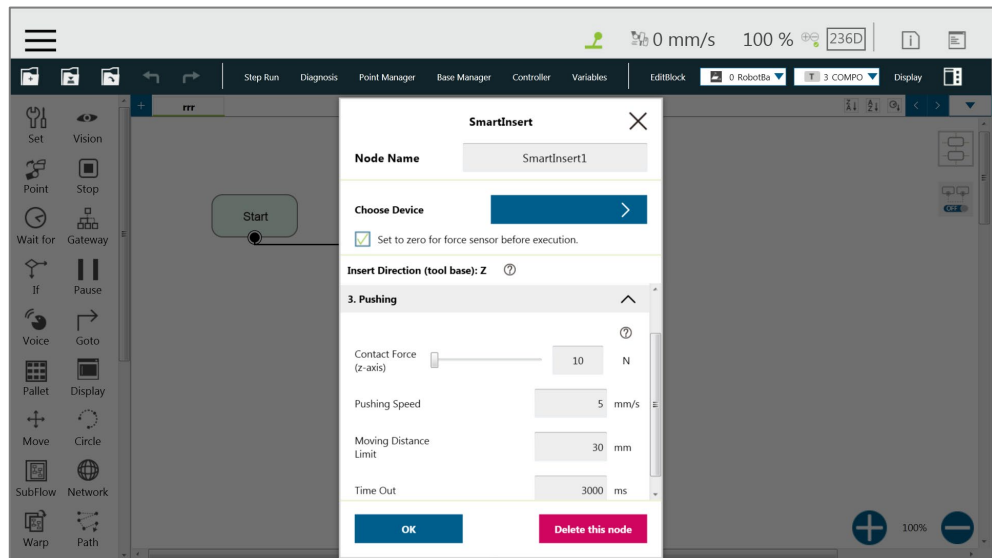 0 mm/s 100 % 236D
Step Run Diagnosis Point Manager Base Manager Controller Variables EditBlock 0 RobotBa T 3 COMPO Display
rrr
Set Vision
Point Stop
Wait for Gateway
If Pause
Voice Goto
Pallet Display
Move Circle
SubFlow Network
Warp Path
Start
SmartInsert
Node Name SmartInsert1
Choose Device
Set to zero for force sensor before execution.
Insert Direction (tool base): Z
3. Pushing
Contact Force
(z-axis) 10 N
Pushing Speed 5 mm/s
Moving Distance
Limit 30 mm
Time Out 3000 ms
OK Delete this node
OFF
100%